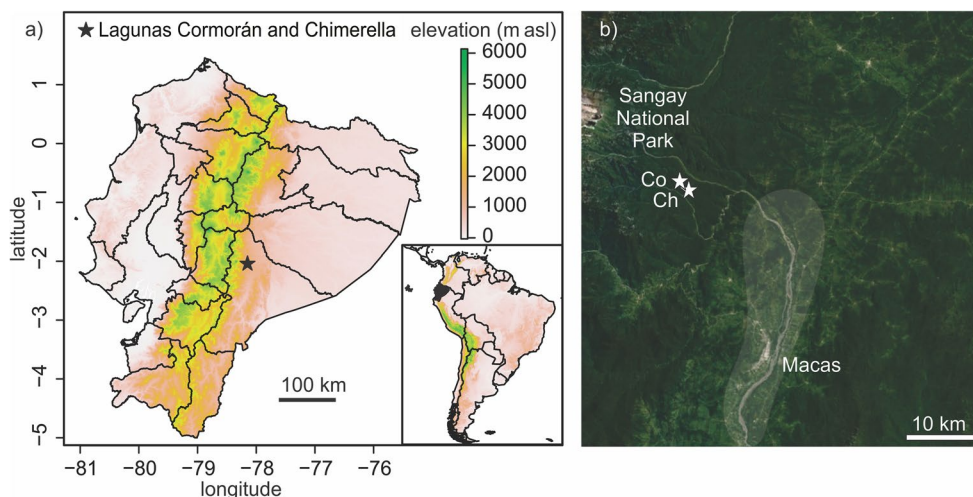 a)
★ Lagunas Cormorán and Chimerella
elevation (m asl)
6000
5000
4000
3000
2000
1000
0
latitude
1
0
−1
−2
−3
−4
−5
100 km
−81
−80
−79
−78
−77
−76
longitude
b)
Sangay
National
Park
Co
Ch
Macas
10 km